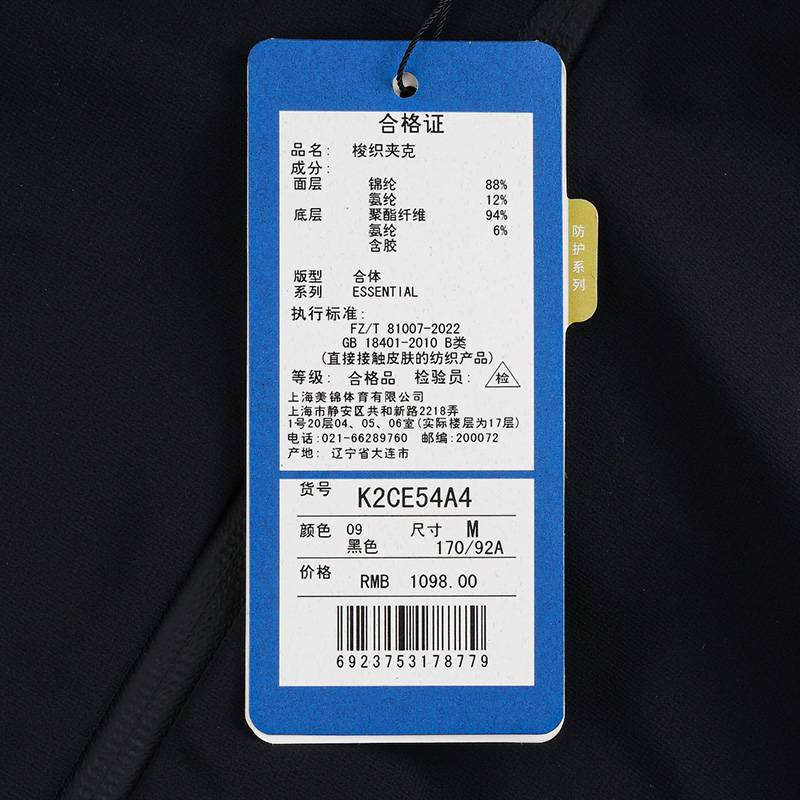 合格证
品名: 梭织夹克
成分:
面层 锦纶 88%
氨纶 12%
底层 聚酯纤维 94%
氨纶 6%
含胶
版型 合体
系列 ESSENTIAL
执行标准:
FZ/T 81007-2022
GB 18401-2010 B类
(直接接触皮肤的纺织产品)
等级: 合格品 检验员: 检
上海美锦体育有限公司
上海市静安区共和新路2218弄
1号20层04、05、06室(实际楼层为17层)
电话:021-66289760 邮编:200072
产地: 辽宁省大连市
防护系列
货号 K2CE54A4
颜色 09 尺寸 M
黑色 170/92A
价格 RMB 1098.00
6923753178779